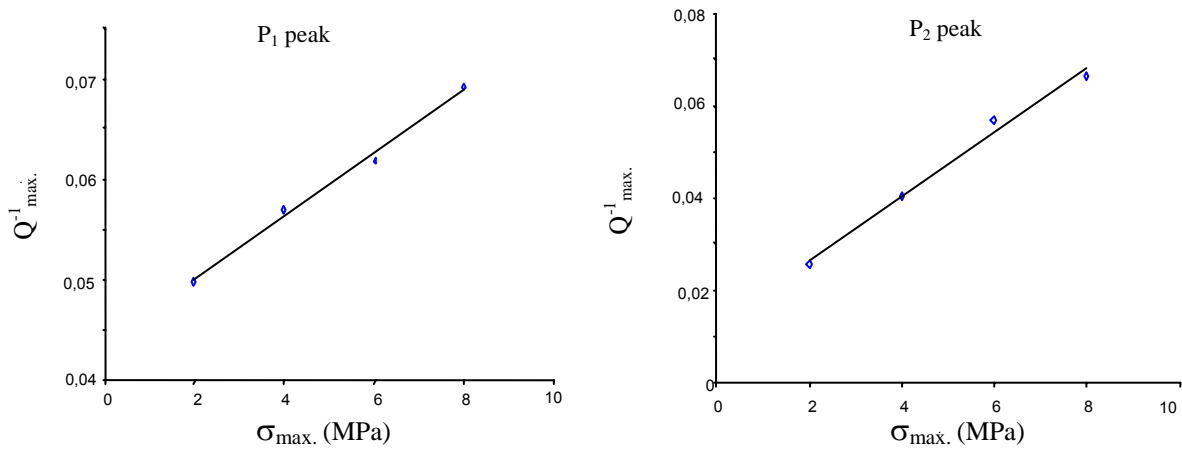 P₁ peak
0,07
0,06
0,05
0,04
Q⁻¹max.
0 2 4 6 8 10
σmax. (MPa)
P₂ peak
0,08
0,06
0,04
0,02
0
Q⁻¹max.
0 2 4 6 8 10
σmax. (MPa)